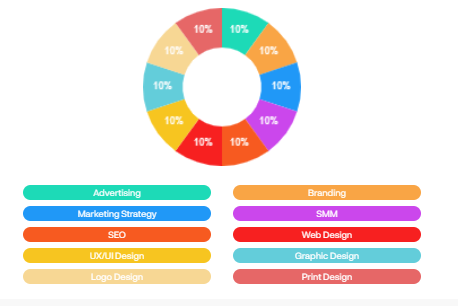 10% 10%
10% 10%
10% 10%
10% 10%
10% 10%
Advertising Branding
Marketing Strategy SMM
SEO Web Design
UX/UI Design Graphic Design
Logo Design Print Design